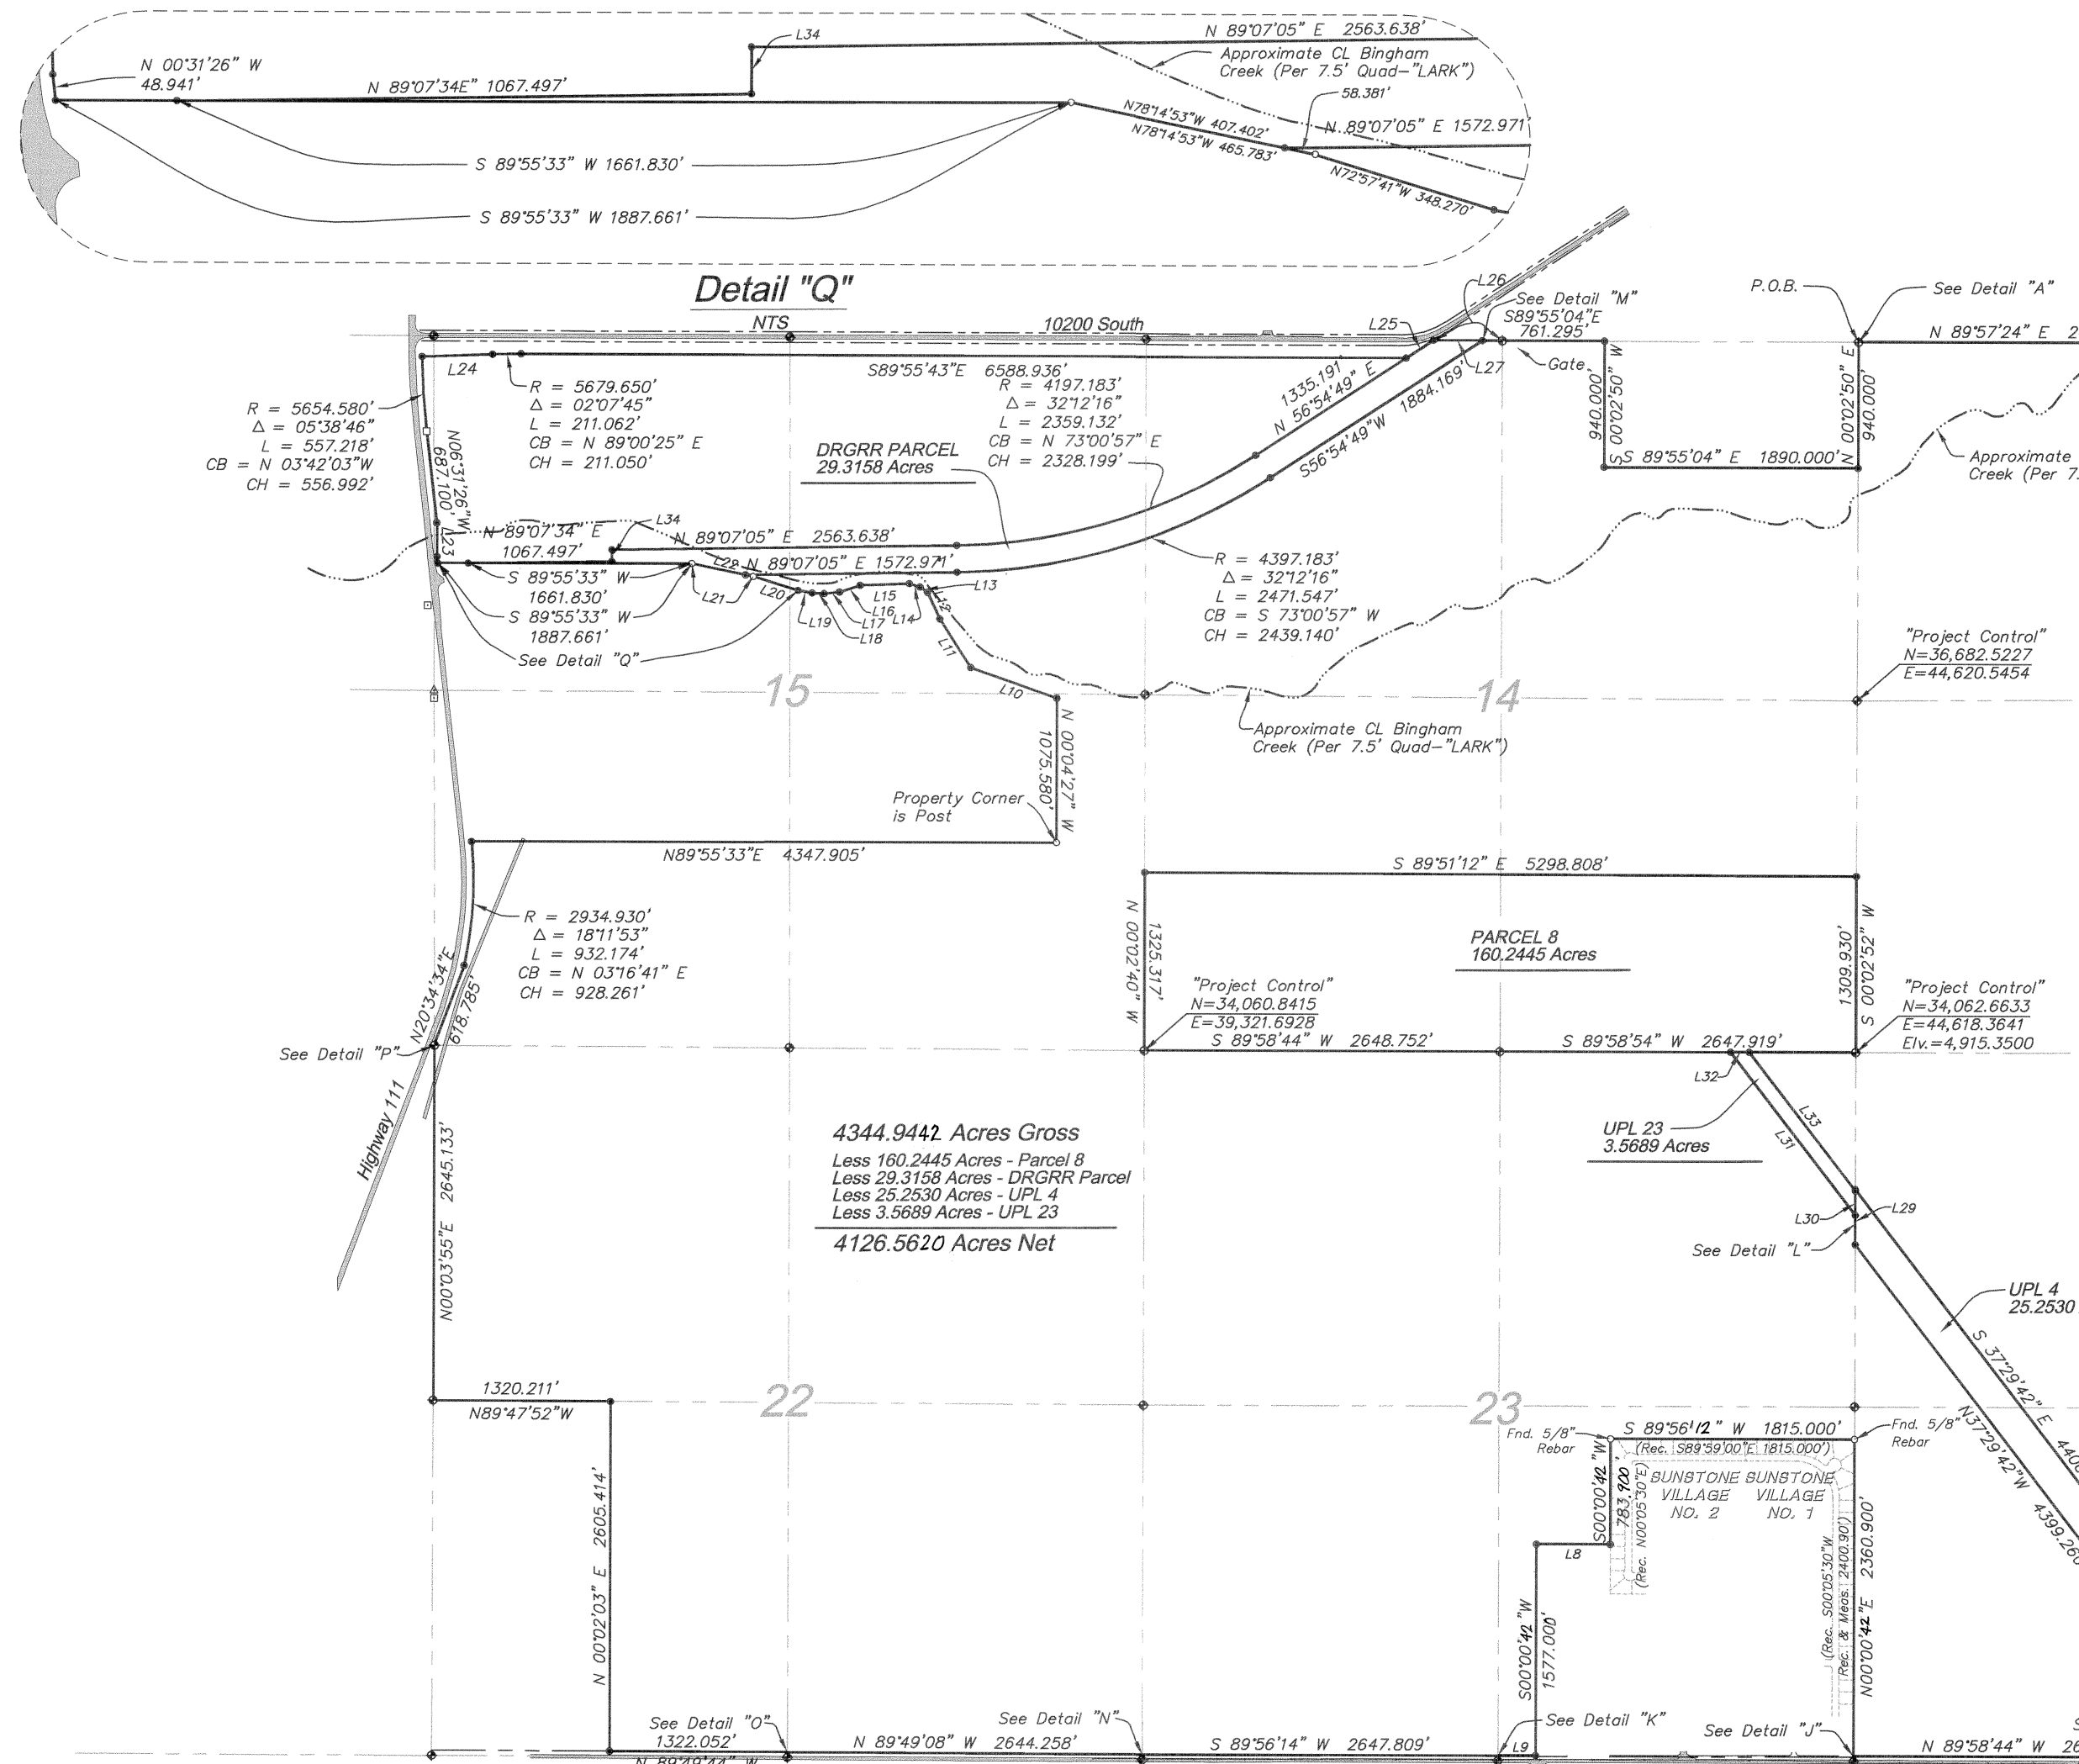 N 00°31'26" W
48.941'
N 89°07'34E" 1067.497'
L34
N 89°07'05" E 2563.638'
Approximate CL Bingham
Creek (Per 7.5' Quad-"LARK")
58.381'
N78°14'53"W 407.402'
N78°14'53"W 465.783'
N 89°07'05" E 1572.971'
N72°57'41"W 348.270'
S 89°55'33" W 1661.830'
S 89°55'33" W 1887.661'
Detail "Q"
NTS
10200 South
L25
L26
See Detail "M"
S89°55'04"E
761.295'
P.O.B.
See Detail "A"
N 89°57'24" E 2
L24
S89°55'43"E 6588.936'
L27
Gate
R = 5654.580'
Δ = 05°38'46"
L = 557.218'
CB = N 03°42'03"W
CH = 556.992'
R = 5679.650'
Δ = 02°07'45"
L = 211.062'
CB = N 89°00'25" E
CH = 211.050'
R = 4197.183'
Δ = 32°12'16"
L = 2359.132'
CB = N 73°00'57" E
CH = 2328.199'
1335.191'
N 56°54'49" E
1884.169'
S56°54'49"W
940.000'
S 00°02'50" W
N 00°02'50" E
940.000'
S 89°55'04" E 1890.000'
Approximate
Creek (Per 7.
DRGRR PARCEL
29.3158 Acres
N06°31'26"W
687.100'
L23
N 89°07'34" E
1067.497'
L34
N 89°07'05" E 2563.638'
L22
N 89°07'05" E 1572.971'
S 89°55'33" W
1661.830'
S 89°55'33" W
1887.661'
See Detail "Q"
L21
L20
L19
L18
L17
L16
L15
L14
L13
L12
L11
L10
R = 4397.183'
Δ = 32°12'16"
L = 2471.547'
CB = S 73°00'57" W
CH = 2439.140'
"Project Control"
N=36,682.5227
E=44,620.5454
15
14
Approximate CL Bingham
Creek (Per 7.5' Quad-"LARK")
N 00°04'27" W
1075.580'
Property Corner
is Post
N89°55'33"E 4347.905'
S 89°51'12" E 5298.808'
R = 2934.930'
Δ = 18°11'53"
L = 932.174'
CB = N 03°16'41" E
CH = 928.261'
N20°34'34"E
618.785'
See Detail "P"
Highway 111
N 00°02'40" W
1325.317'
PARCEL 8
160.2445 Acres
1309.930'
S 00°02'52" W
"Project Control"
N=34,060.8415
E=39,321.6928
"Project Control"
N=34,062.6633
E=44,618.3641
Elv.=4,915.3500
S 89°58'44" W 2648.752'
S 89°58'54" W 2647.919'
L32
L33
L31
UPL 23
3.5689 Acres
L30
L29
See Detail "L"
4344.9442 Acres Gross
Less 160.2445 Acres - Parcel 8
Less 29.3158 Acres - DRGRR Parcel
Less 25.2530 Acres - UPL 4
Less 3.5689 Acres - UPL 23
4126.5620 Acres Net
N00°03'55"E 2645.133'
UPL 4
25.2530
S 37°29'42" E 4400
N37°29'42"W 4399.260
1320.211'
N89°47'52"W
22
23
N 00°02'03" E 2605.414'
Fnd. 5/8"
Rebar
S 89°56'12" W 1815.000'
(Rec. S89°59'00"E 1815.000')
Fnd. 5/8"
Rebar
S00°00'42"W
783.900'
(Rec. N00°05'30"E)
SUNSTONE
VILLAGE
NO. 2
SUNSTONE
VILLAGE
NO. 1
L8
(Rec. S00°05'30"W
Rec. & Meas. 2400.90')
N00°00'42"E 2360.900'
S00°00'42"W
1577.000'
See Detail "O"
1322.052'
N 89°49'44" W
N 89°49'08" W 2644.258'
See Detail "N"
S 89°56'14" W 2647.809'
L9
See Detail "K"
See Detail "J"
N 89°58'44" W 26